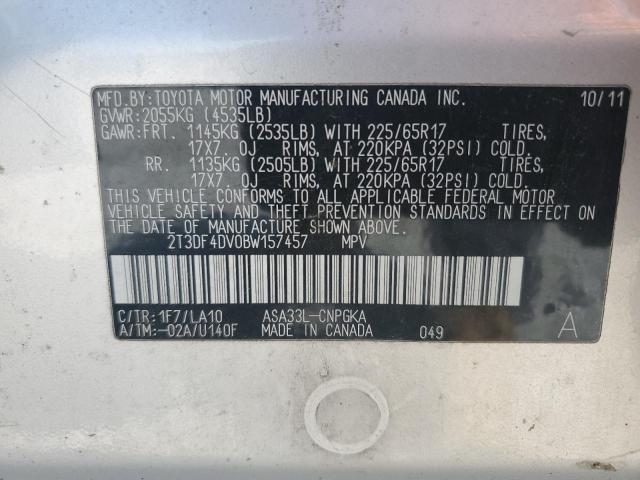 MFD.BY:TOYOTA MOTOR MANUFACTURING CANADA INC. 10/11
GVWR:2055KG (4535LB)
GAWR:FRT. 1145KG (2535LB) WITH 225/65R17 TIRES,
17X7.0J RIMS, AT 220KPA (32PSI) COLD.
RR. 1135KG (2505LB) WITH 225/65R17 TIRES,
17X7.0J RIMS, AT 220KPA (32PSI) COLD.
THIS VEHICLE CONFORMS TO ALL APPLICABLE FEDERAL MOTOR
VEHICLE SAFETY AND THEFT PREVENTION STANDARDS IN EFFECT ON
THE DATE OF MANUFACTURE SHOWN ABOVE.
2T3DF4DV0BW157457 MPV
C/TR:1F7/LA10 ASA33L-CNPGKA
A/TM:-02A/U140F MADE IN CANADA 049 A